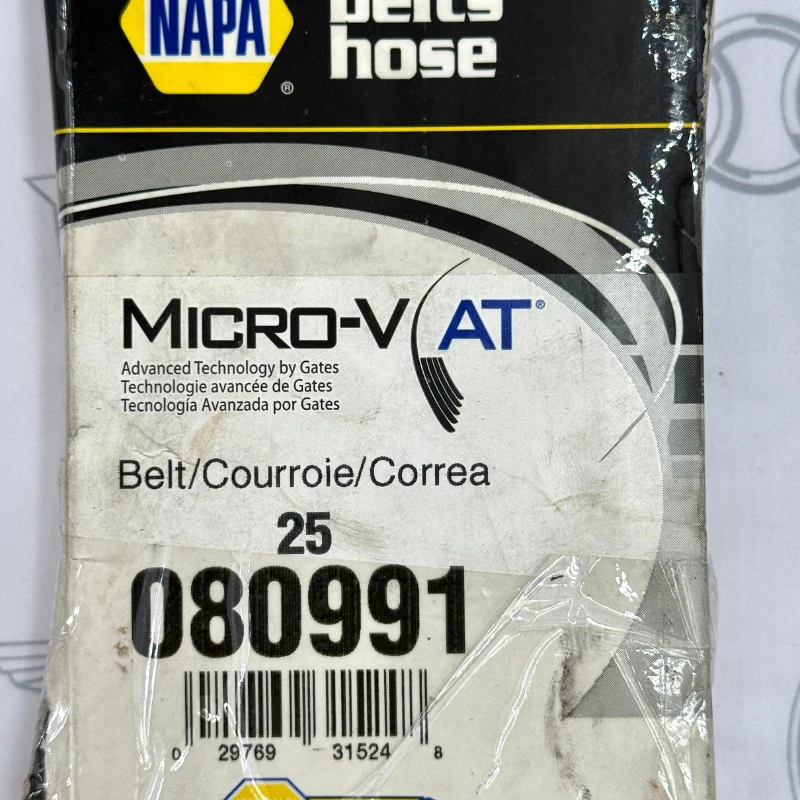 NAPA
belts
hose
®
MICRO-V AT®
Advanced Technology by Gates
Technologie avancée de Gates
Tecnología Avanzada por Gates
Belt/Courroie/Correa
25
080991
0 29769 31524 8